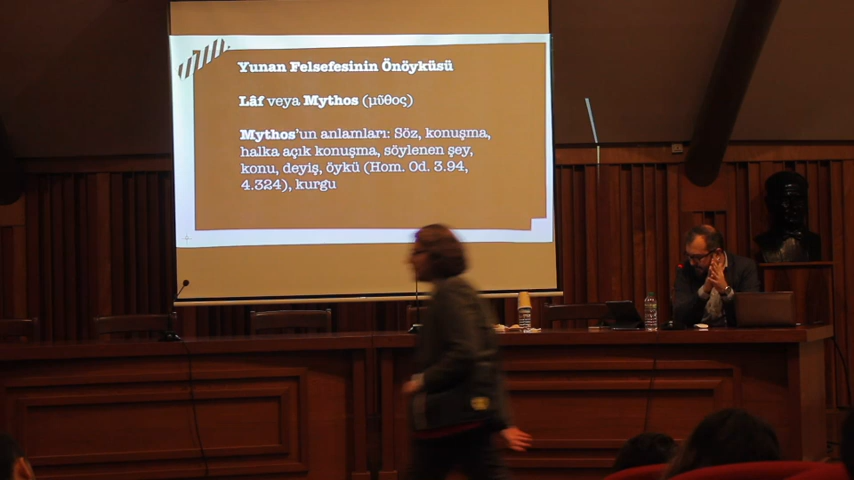 Yunan Felsefesinin Önöyküsü
Lâf veya Mythos (μῦθος)
Mythos'un anlamları: Söz, konuşma,
halka açık konuşma, söylenen şey,
konu, deyiş, öykü (Hom. Od. 3.94,
4.324), kurgu